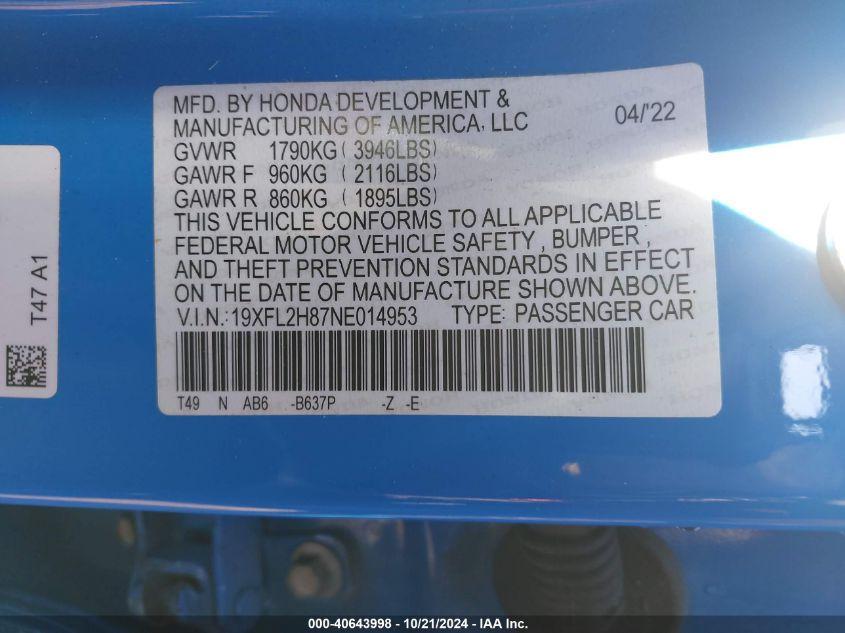 MFD. BY HONDA DEVELOPMENT &
MANUFACTURING OF AMERICA, LLC 04/'22
GVWR 1790KG ( 3946LBS)
GAWR F 960KG ( 2116LBS)
GAWR R 860KG ( 1895LBS)
THIS VEHICLE CONFORMS TO ALL APPLICABLE
FEDERAL MOTOR VEHICLE SAFETY , BUMPER ,
AND THEFT PREVENTION STANDARDS IN EFFECT
ON THE DATE OF MANUFACTURE SHOWN ABOVE.
V.I.N.:19XFL2H87NE014953 TYPE: PASSENGER CAR
T49 N AB6 -B637P -Z -E
T47 A1
000-40643998 - 10/21/2024 - IAA Inc.